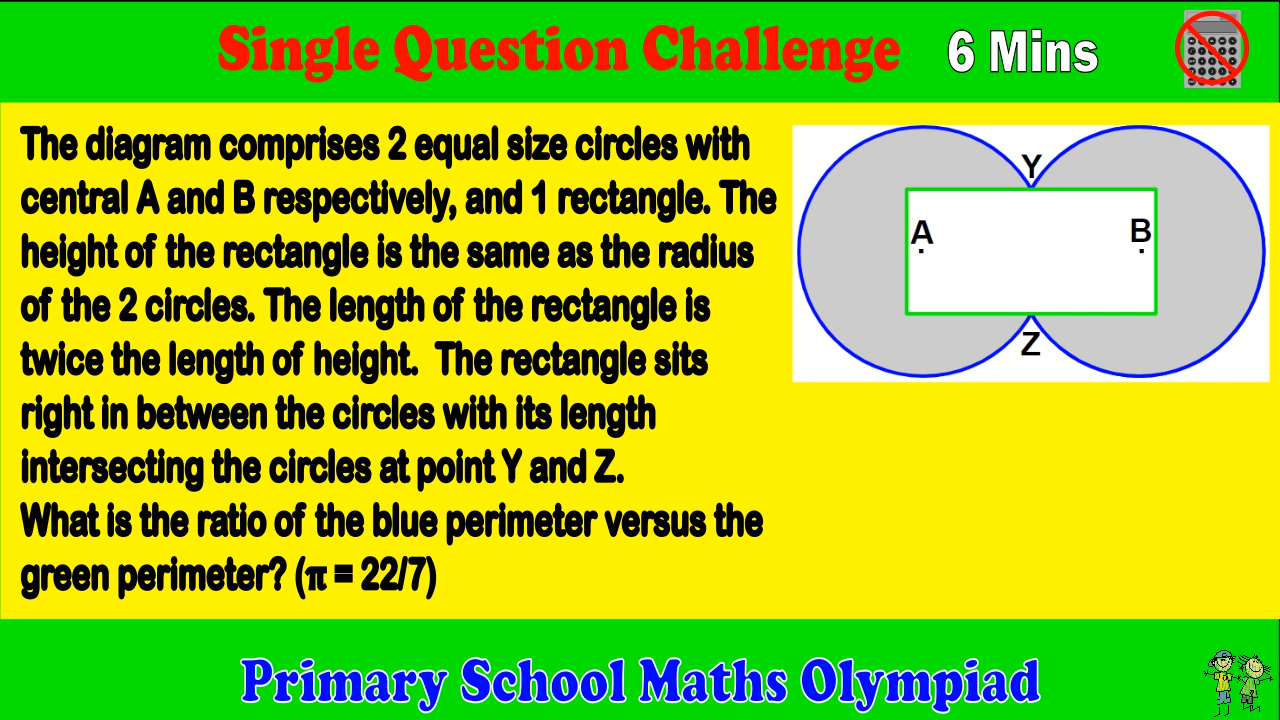 Single Question Challenge 6 Mins
The diagram comprises 2 equal size circles with
central A and B respectively, and 1 rectangle. The
height of the rectangle is the same as the radius
of the 2 circles. The length of the rectangle is
twice the length of height. The rectangle sits
right in between the circles with its length
intersecting the circles at point Y and Z.
What is the ratio of the blue perimeter versus the
green perimeter? (π = 22/7)
Y
A B
Z
Primary School Maths Olympiad